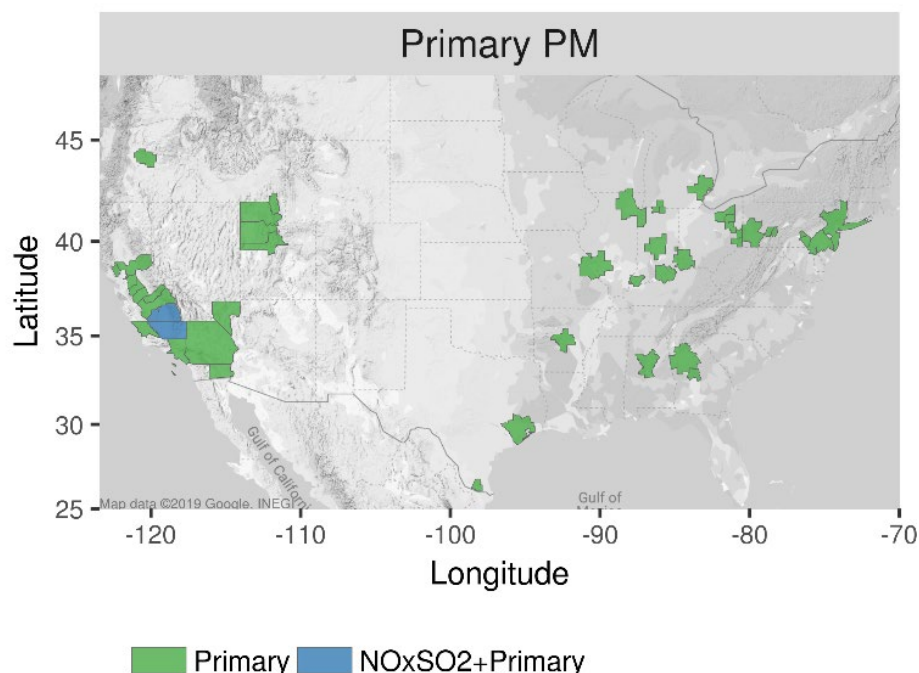 Primary PM
Latitude
45
40
35
30
25
Gulf of Californ
Map data ©2019 Google, INEGI
Gulf of
-120 -110 -100 -90 -80 -70
Longitude
Primary NOxSO2+Primary